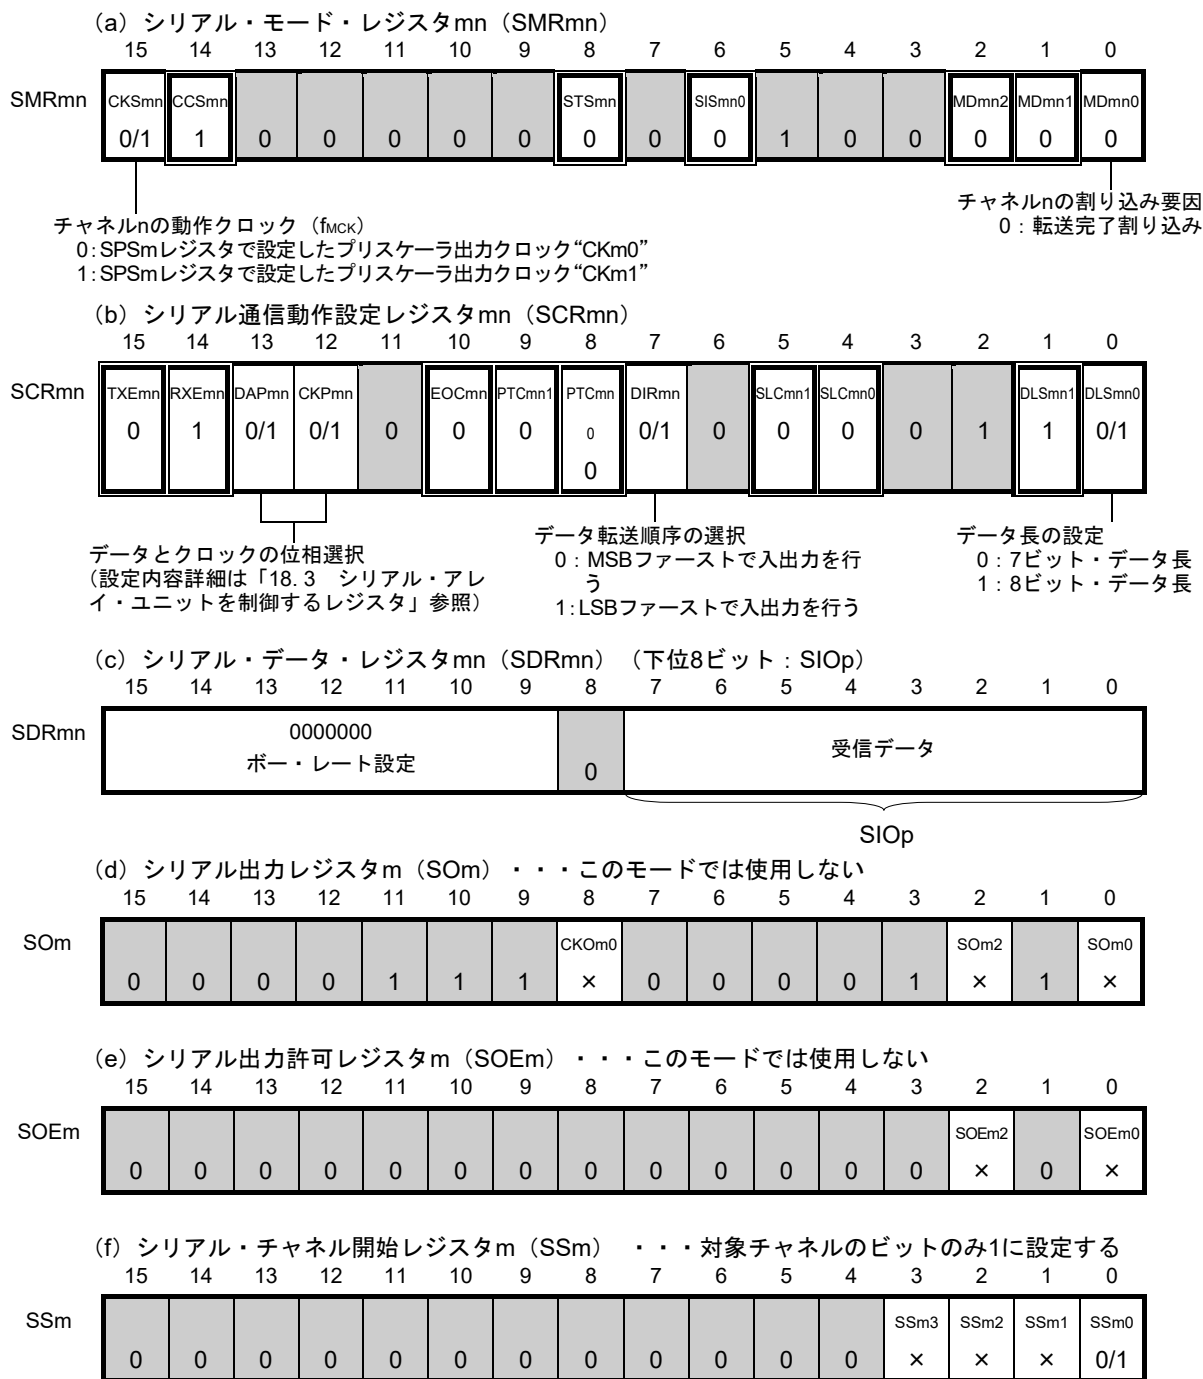 (a) シリアル・モード・レジスタmn（SMRmn）
15 14 13 12 11 10 9 8 7 6 5 4 3 2 1 0
SMRmn CKSmn CCSmn STSmn SISmn0 MDmn2 MDmn1 MDmn0
0/1 1 0 0 0 0 0 0 0 0 1 0 0 0 0 0
チャネルnの動作クロック（fMCK）
0：SPSmレジスタで設定したプリスケーラ出力クロック“CKm0”
1：SPSmレジスタで設定したプリスケーラ出力クロック“CKm1”
チャネルnの割り込み要因
0：転送完了割り込み
(b) シリアル通信動作設定レジスタmn（SCRmn）
15 14 13 12 11 10 9 8 7 6 5 4 3 2 1 0
SCRmn TXEmn RXEmn DAPmn CKPmn EOCmn PTCmn1 PTCmn DIRmn SLCmn1 SLCmn0 DLSmn1 DLSmn0
0 1 0/1 0/1 0 0 0 0 0/1 0 0 0 0 1 1 0/1
0
データとクロックの位相選択
（設定内容詳細は「18.3 シリアル・アレ
イ・ユニットを制御するレジスタ」参照）
データ転送順序の選択
0：MSBファーストで入出力を行
う
1：LSBファーストで入出力を行う
データ長の設定
0：7ビット・データ長
1：8ビット・データ長
(c) シリアル・データ・レジスタmn（SDRmn）（下位8ビット：SIOp）
15 14 13 12 11 10 9 8 7 6 5 4 3 2 1 0
SDRmn
0000000
ボー・レート設定
0
受信データ
SIOp
(d) シリアル出力レジスタm（SOm）・・・このモードでは使用しない
15 14 13 12 11 10 9 8 7 6 5 4 3 2 1 0
SOm CKOm0 SOm2 SOm0
0 0 0 0 1 1 1 × 0 0 0 0 1 × 1 ×
(e) シリアル出力許可レジスタm（SOEm）・・・このモードでは使用しない
15 14 13 12 11 10 9 8 7 6 5 4 3 2 1 0
SOEm SOEm2 SOEm0
0 0 0 0 0 0 0 0 0 0 0 0 0 × 0 ×
(f) シリアル・チャネル開始レジスタm（SSm） ・・・対象チャネルのビットのみ1に設定する
15 14 13 12 11 10 9 8 7 6 5 4 3 2 1 0
SSm SSm3 SSm2 SSm1 SSm0
0 0 0 0 0 0 0 0 0 0 0 0 × × × 0/1